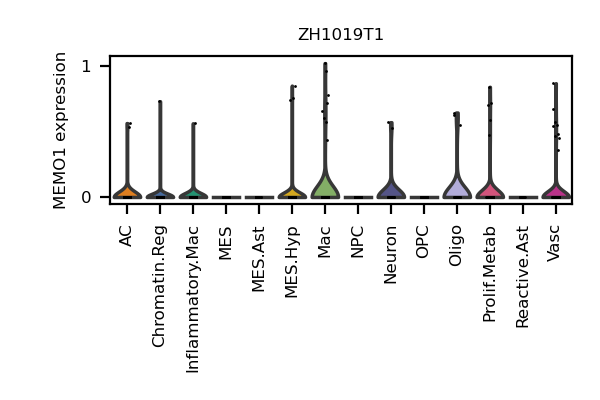 ZH1019T1
MEMO1 expression
1
0
AC
Chromatin.Reg
Inflammatory.Mac
MES
MES.Ast
MES.Hyp
Mac
NPC
Neuron
OPC
Oligo
Prolif.Metab
Reactive.Ast
Vasc